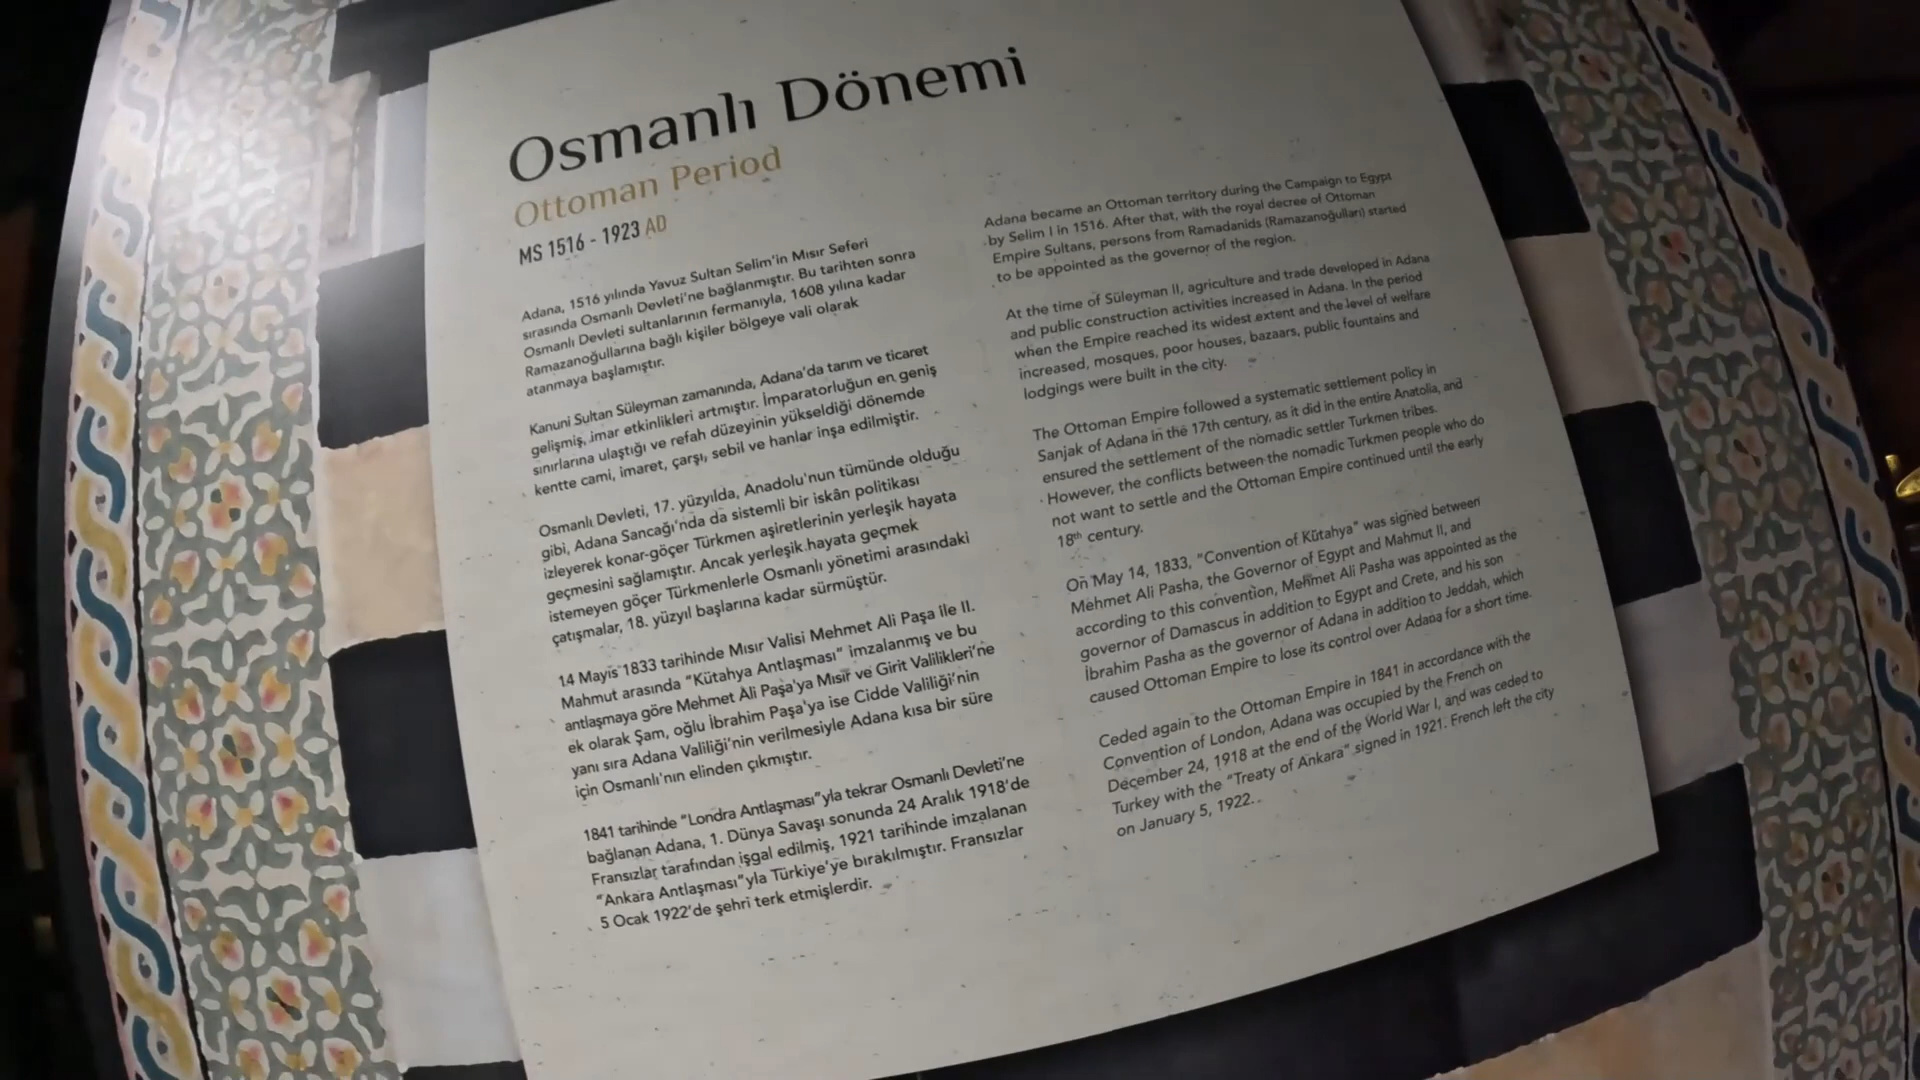 Osmanlı Dönemi
Ottoman Period
MS 1516 - 1923 AD
Adana, 1516 yılında Yavuz Sultan Selim'in Mısır Seferi
sırasında Osmanlı Devleti'ne bağlanmıştır. Bu tarihten sonra
Osmanlı Devleti sultanlarının fermanıyla, 1608 yılına kadar
Ramazanoğullarına bağlı kişiler bölgeye vali olarak
atanmaya başlamıştır.
Kanuni Sultan Süleyman zamanında, Adana'da tarım ve ticaret
gelişmiş, imar etkinlikleri artmıştır. İmparatorluğun en geniş
sınırlarına ulaştığı ve refah düzeyinin yükseldiği dönemde
kentte cami, imaret, çarşı, sebil ve hanlar inşa edilmiştir.
Osmanlı Devleti, 17. yüzyılda, Anadolu'nun tümünde olduğu
gibi, Adana Sancağı'nda da sistemli bir iskân politikası
izleyerek konar-göçer Türkmen aşiretlerinin yerleşik hayata
geçmesini sağlamıştır. Ancak yerleşik hayata geçmek
istemeyen göçer Türkmenlerle Osmanlı yönetimi arasındaki
çatışmalar, 18. yüzyıl başlarına kadar sürmüştür.
14 Mayıs 1833 tarihinde Mısır Valisi Mehmet Ali Paşa ile II.
Mahmut arasında "Kütahya Antlaşması" imzalanmış ve bu
antlaşmaya göre Mehmet Ali Paşa'ya Mısır ve Girit Valilikleri'ne
ek olarak Şam, oğlu İbrahim Paşa'ya ise Cidde Valiliği'nin
yanı sıra Adana Valiliği'nin verilmesiyle Adana kısa bir süre
için Osmanlı'nın elinden çıkmıştır.
1841 tarihinde "Londra Antlaşması"yla tekrar Osmanlı Devleti'ne
bağlanan Adana, 1. Dünya Savaşı sonunda 24 Aralık 1918'de
Fransızlar tarafından işgal edilmiş, 1921 tarihinde imzalanan
"Ankara Antlaşması"yla Türkiye'ye bırakılmıştır. Fransızlar
5 Ocak 1922'de şehri terk etmişlerdir.
Adana became an Ottoman territory during the Campaign to Egypt
by Selim I in 1516. After that, with the royal decree of Ottoman
Empire Sultans, persons from Ramadanids (Ramazanoğulları) started
to be appointed as the governor of the region.
At the time of Süleyman II, agriculture and trade developed in Adana
and public construction activities increased in Adana. In the period
when the Empire reached its widest extent and the level of welfare
increased, mosques, poor houses, bazaars, public fountains and
lodgings were built in the city.
The Ottoman Empire followed a systematic settlement policy in
Sanjak of Adana in the 17th century, as it did in the entire Anatolia, and
ensured the settlement of the nomadic settler Turkmen tribes.
However, the conflicts between the nomadic Turkmen people who do
not want to settle and the Ottoman Empire continued until the early
18th century.
On May 14, 1833, "Convention of Kütahya" was signed between
Mehmet Ali Pasha, the Governor of Egypt and Mahmut II, and
according to this convention, Mehmet Ali Pasha was appointed as the
governor of Damascus in addition to Egypt and Crete, and his son
İbrahim Pasha as the governor of Adana in addition to Jeddah, which
caused Ottoman Empire to lose its control over Adana for a short time.
Ceded again to the Ottoman Empire in 1841 in accordance with the
Convention of London, Adana was occupied by the French on
December 24, 1918 at the end of the World War I, and was ceded to
Turkey with the "Treaty of Ankara" signed in 1921. French left the city
on January 5, 1922.